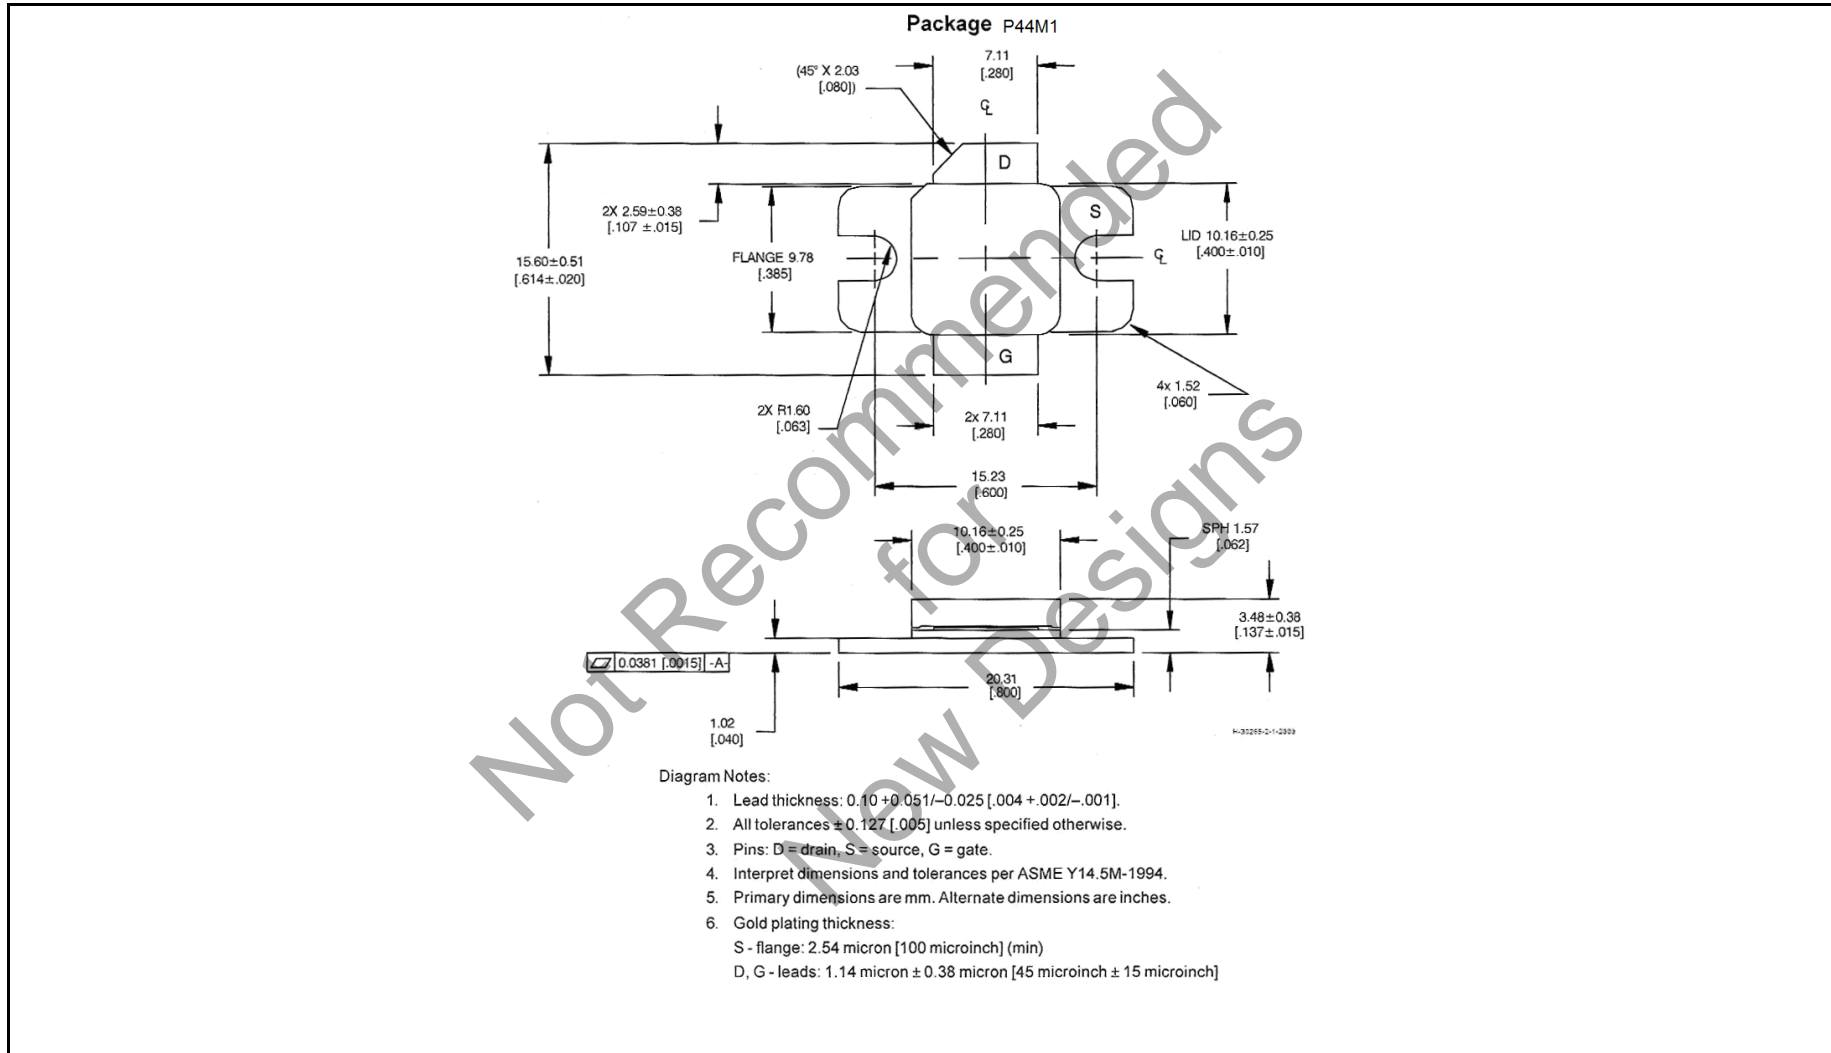 Package P44M1
7.11
[.280]
(45° X 2.03
[.080])
C
L
D
S
2X 2.59±0.38
[.107 ±.015]
LID 10.16±0.25
[.400±.010]
FLANGE 9.78
[.385]
C
L
15.60±0.51
[.614±.020]
G
4x 1.52
[.060]
2X R1.60
[.063]
2x 7.11
[.280]
15.23
[.600]
10.16±0.25
[.400±.010]
SPH 1.57
[.062]
3.48±0.38
[.137±.015]
0.0381 [.0015] -A-
20.31
[.800]
1.02
[.040]
Not Recommended
for
New Designs
Diagram Notes:
1. Lead thickness: 0.10 +0.051/–0.025 [.004 +.002/–.001].
2. All tolerances ± 0.127 [.005] unless specified otherwise.
3. Pins: D = drain, S = source, G = gate.
4. Interpret dimensions and tolerances per ASME Y14.5M-1994.
5. Primary dimensions are mm. Alternate dimensions are inches.
6. Gold plating thickness:
S - flange: 2.54 micron [100 microinch] (min)
D, G - leads: 1.14 micron ± 0.38 micron [45 microinch ± 15 microinch]